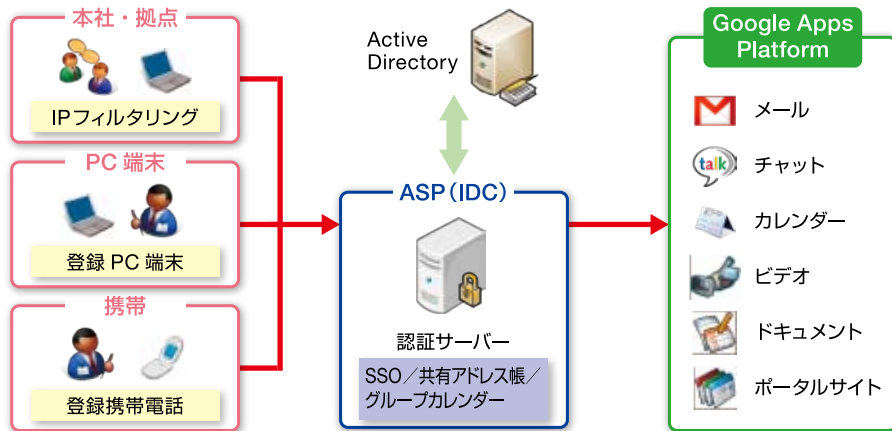 本社・拠点
IPフィルタリング
PC 端末
登録 PC 端末
携帯
登録携帯電話
Active
Directory
ASP(IDC)
認証サーバー
SSO/共有アドレス帳/
グループカレンダー
Google Apps
Platform
メール
talk
チャット
カレンダー
ビデオ
ドキュメント
ポータルサイト